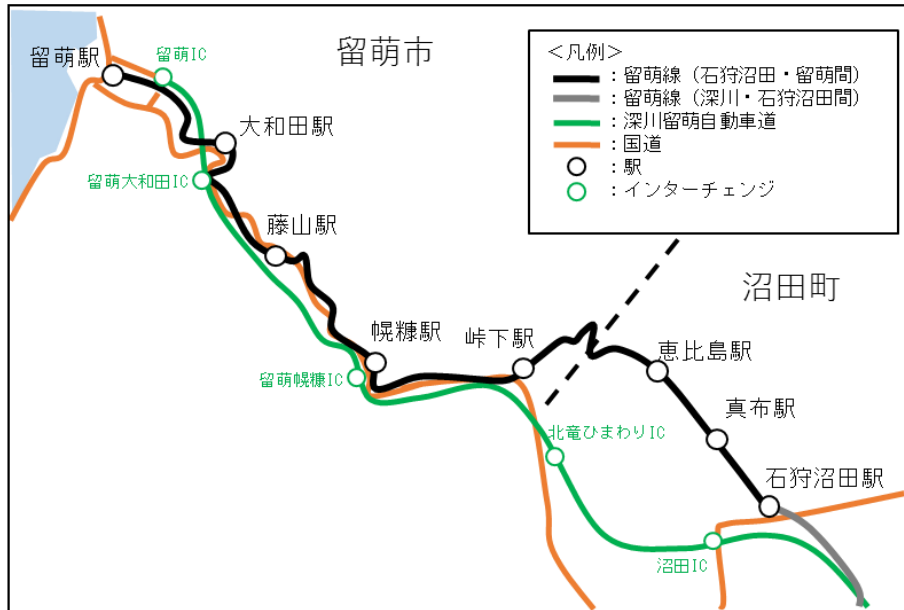 留萌市
留萌駅
留萌IC
<凡例>
:留萌線(石狩沼田・留萌間)
:留萌線(深川・石狩沼田間)
:深川留萌自動車道
:国道
:駅
:インターチェンジ
大和田駅
留萌大和田IC
藤山駅
沼田町
幌糠駅
峠下駅
恵比島駅
留萌幌糠IC
真布駅
北竜ひまわりIC
石狩沼田駅
沼田IC